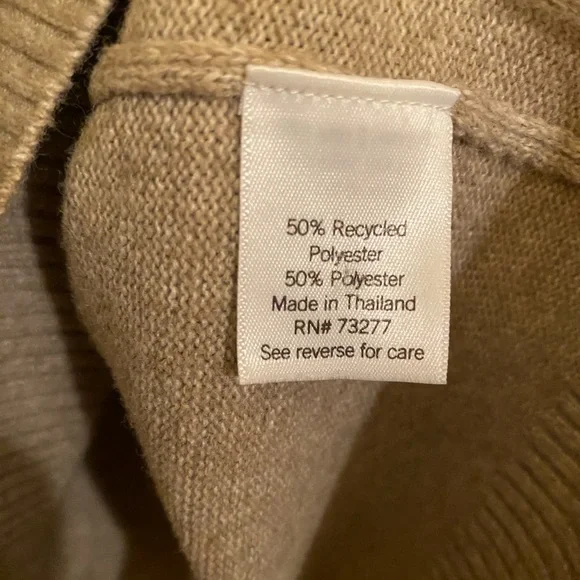 50% Recycled
Polyester
50% Polyester
Made in Thailand
RN# 73277
See reverse for care